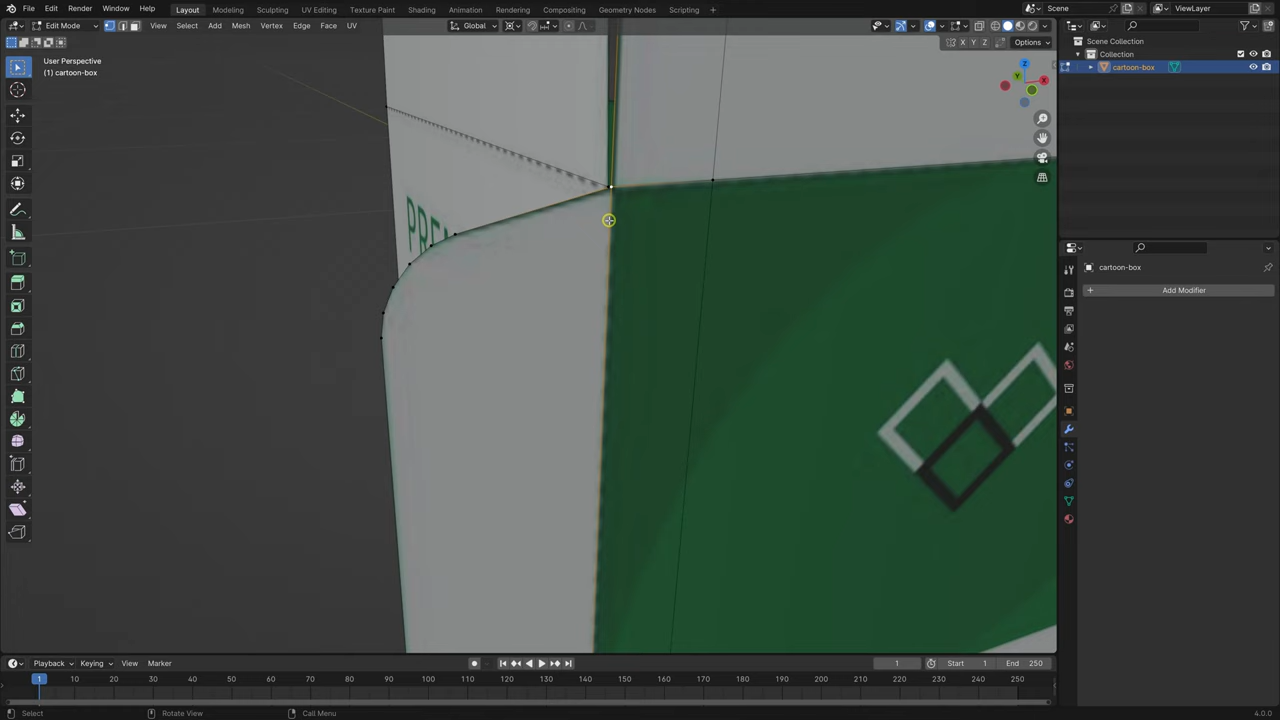 File Edit Render Window Help
Layout Modeling Sculpting UV Editing Texture Paint Shading Animation Rendering Compositing Geometry Nodes Scripting +
Scene
ViewLayer
Edit Mode
View Select Add Mesh Vertex Edge Face UV
Global
X Y Z
Options
User Perspective
(1) cartoon-box
Z
Y
X
Scene Collection
Collection
cartoon-box
cartoon-box
+ Add Modifier
PRE
Playback Keying View Marker
1
Start 1
End 250
1 10 20 30 40 50 60 70 80 90 100 110 120 130 140 150 160 170 180 190 200 210 220 230 240 250
Select
Rotate View
Call Menu
4.0.0